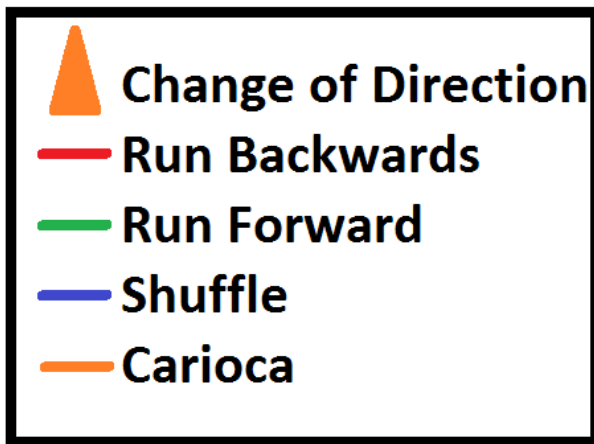 Change of Direction
Run Backwards
Run Forward
Shuffle
Carioca